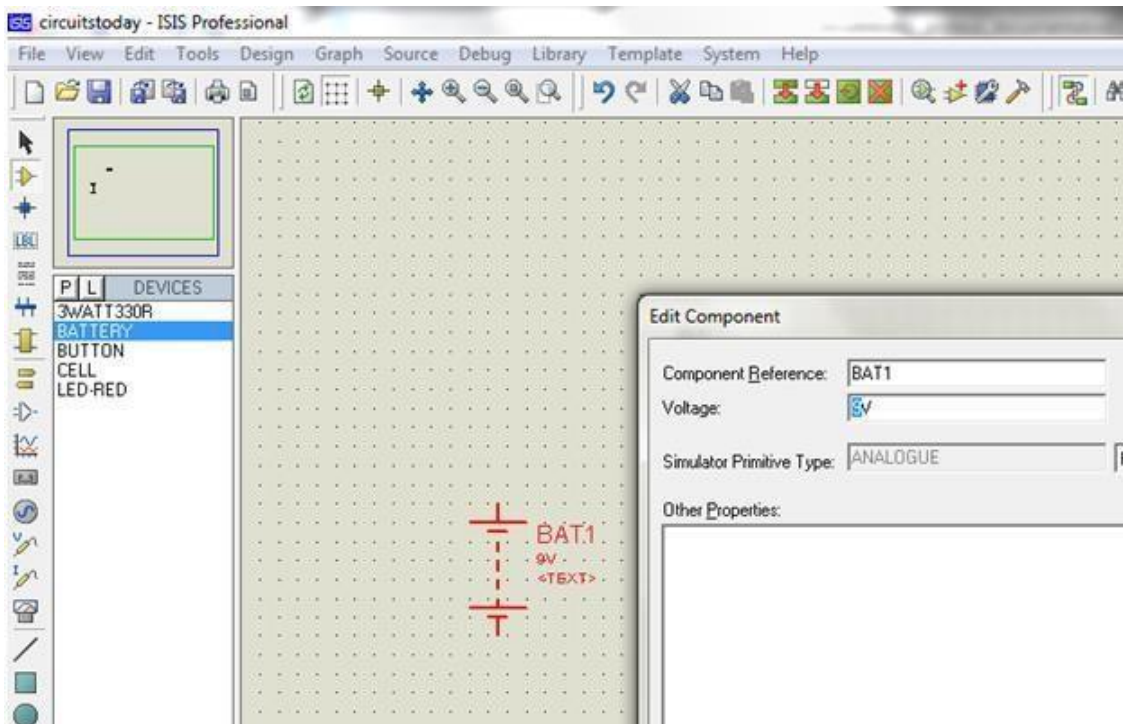 ISIS circuitstoday - ISIS Professional
File View Edit Tools Design Graph Source Debug Library Template System Help
LBL
P L DEVICES
3WATT330R
BATTERY
BUTTON
CELL
LED-RED
Edit Component
Component Reference: BAT1
Voltage: 9V
Simulator Primitive Type: ANALOGUE
Other Properties:
BAT1
9V
<TEXT>